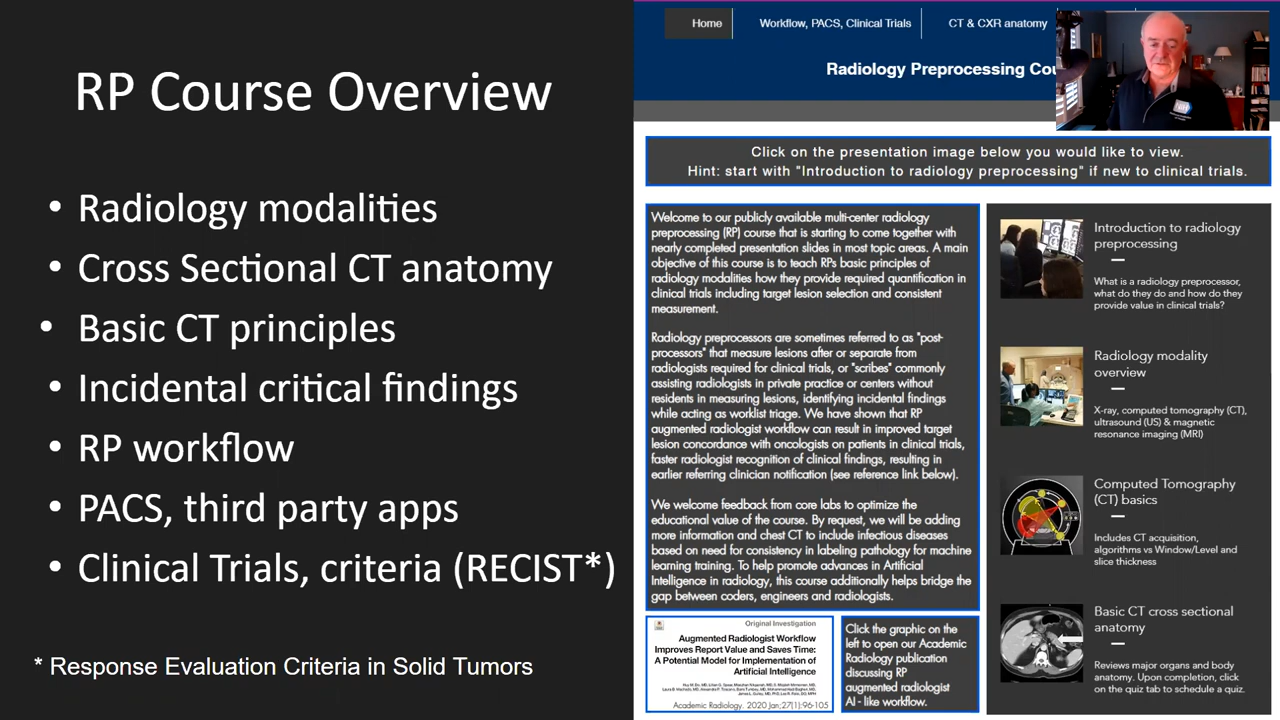 RP Course Overview
• Radiology modalities
• Cross Sectional CT anatomy
• Basic CT principles
• Incidental critical findings
• RP workflow
• PACS, third party apps
• Clinical Trials, criteria (RECIST*)
* Response Evaluation Criteria in Solid Tumors
Home
Workflow, PACS, Clinical Trials
CT & CXR anatomy
Radiology Preprocessing
Click on the presentation image below you would like to view.
Hint: start with "Introduction to radiology preprocessing" if new to clinical trials.
Welcome to our publicly available multi-center radiology
preprocessing (RP) course that is starting to come together with
nearly completed presentation slides in most topic areas. A main
objective of this course is to teach RPs basic principles of
radiology modalities how they provide required quantification in
clinical trials including target lesion selection and consistent
measurement.
Radiology preprocessors are sometimes referred to as "post-
processors" that measure lesions after or separate from
radiologists required for clinical trials, or "scribes" commonly
assisting radiologists in private practice or centers without
residents in measuring lesions, identifying incidental findings
while acting as worklist triage. We have shown that RP
augmented radiologist workflow can result in improved target
lesion concordance with oncologists on patients in clinical trials,
faster radiologist recognition of clinical findings, resulting in
earlier referring clinician notification (see reference link below).
We welcome feedback from core labs to optimize the
educational value of the course. By request, we will be adding
more information and chest CT to include infectious diseases
based on need for consistency in labeling pathology for machine
learning training. To help promote advances in Artificial
Intelligence in radiology, this course additionally helps bridge the
gap between coders, engineers and radiologists.
Original Investigation
Augmented Radiologist Workflow
Improves Report Value and Saves Time:
A Potential Model for Implementation of
Artificial Intelligence
Academic Radiology. 2020 Jan;27(1):96-105
Click the graphic on the
left to open our Academic
Radiology publication
discussing RP
augmented radiologist
AI - like workflow.
Introduction to radiology
preprocessing
What is a radiology preprocessor,
what do they do and how do they
provide value in clinical trials?
Radiology modality
overview
X-ray, computed tomography (CT),
ultrasound (US) & magnetic
resonance imaging (MRI)
Computed Tomography
(CT) basics
Includes CT acquisition,
algorithms vs Window/Level and
slice thickness
Basic CT cross sectional
anatomy
Reviews major organs and body
anatomy. Upon completion, click
on the quiz tab to schedule a quiz.